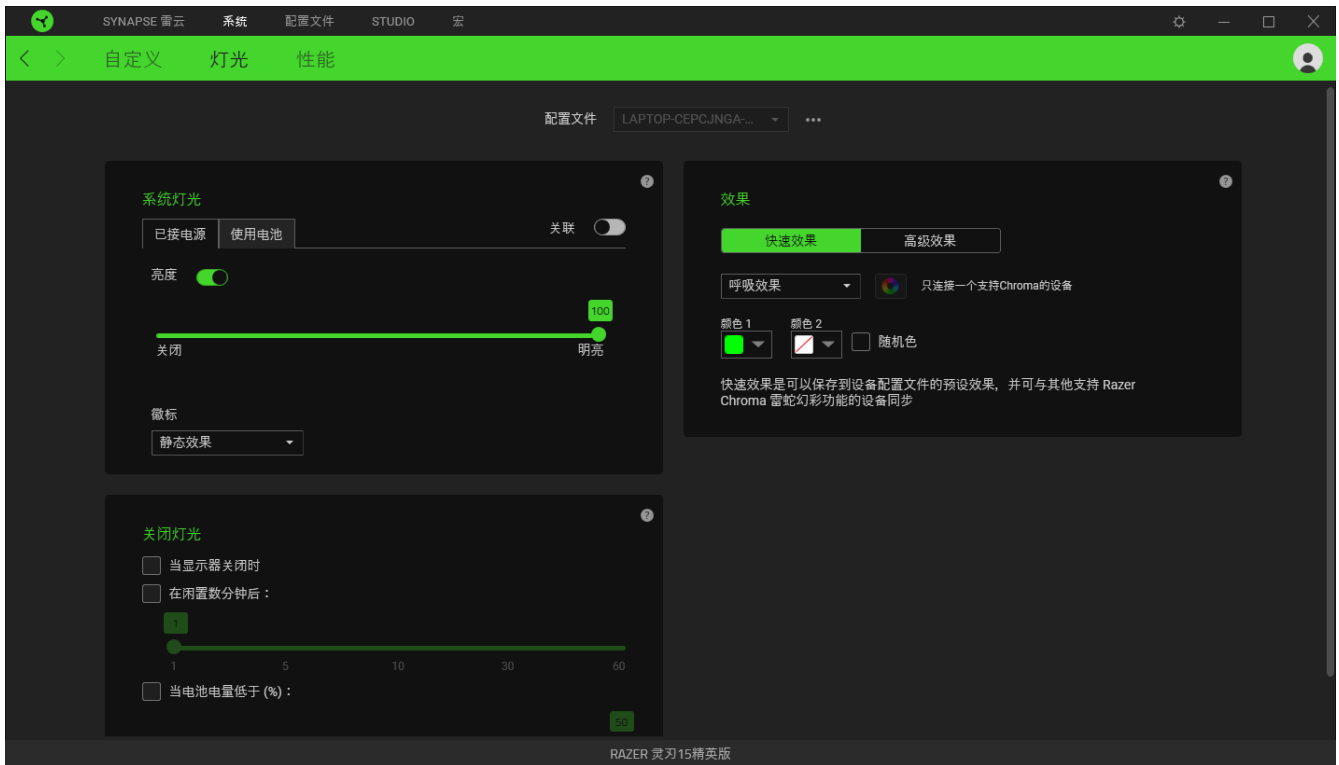 SYNAPSE 雷云 系统 配置文件 STUDIO 宏
自定义 灯光 性能
配置文件 LAPTOP-CEPCJNGA-...
系统灯光
已接电源 使用电池 关联
亮度
100
关闭 明亮
徽标
静态效果
效果
快速效果 高级效果
呼吸效果 只连接一个支持Chroma的设备
颜色 1 颜色 2
随机色
快速效果是可以保存到设备配置文件的预设效果，并可与其他支持 Razer
Chroma 雷蛇幻彩功能的设备同步
关闭灯光
当显示器关闭时
在闲置数分钟后：
1
1 5 10 30 60
当电池电量低于 (%)：
50
RAZER 灵刃15精英版